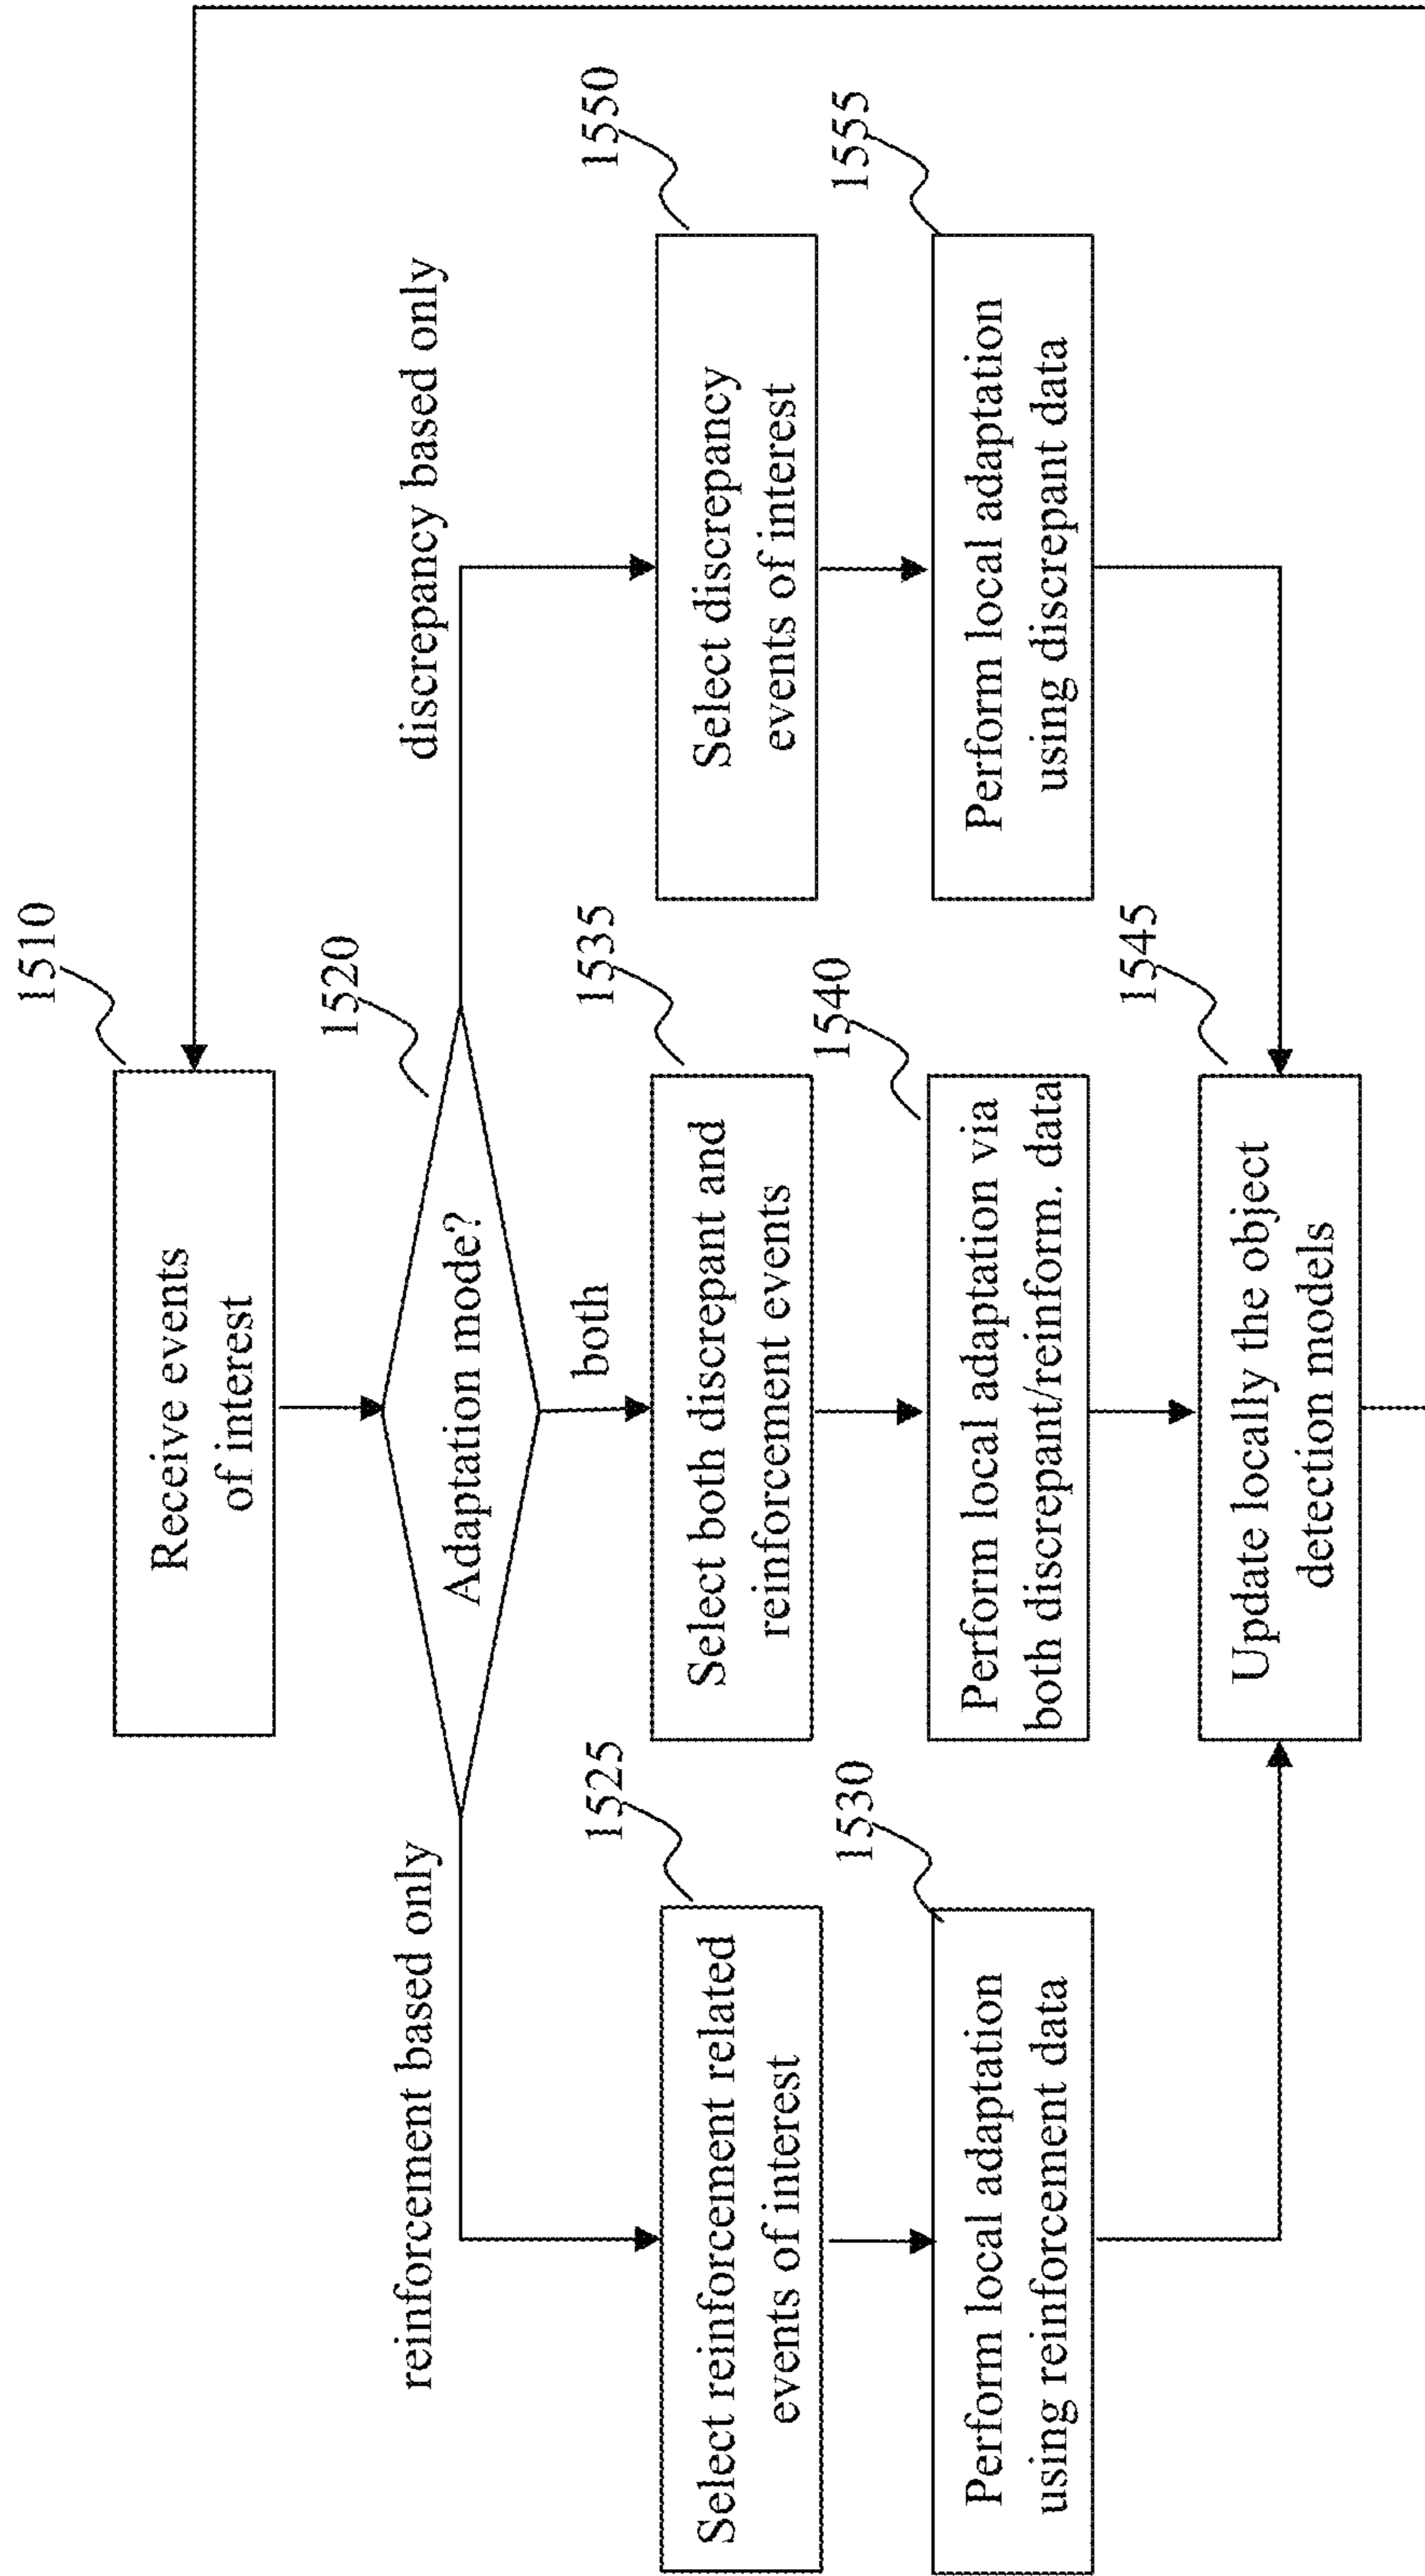 1510
Receive events
of interest
1520
Adaptation mode?
reinforcement based only
both
discrepancy based only
1525
Select reinforcement related
events of interest
1535
Select both discrepant and
reinforcement events
1550
Select discrepancy
events of interest
1530
Perform local adaptation
using reinforcement data
1540
Perform local adaptation via
both discrepant/reinform. data
1555
Perform local adaptation
using discrepant data
1545
Update locally the object
detection models